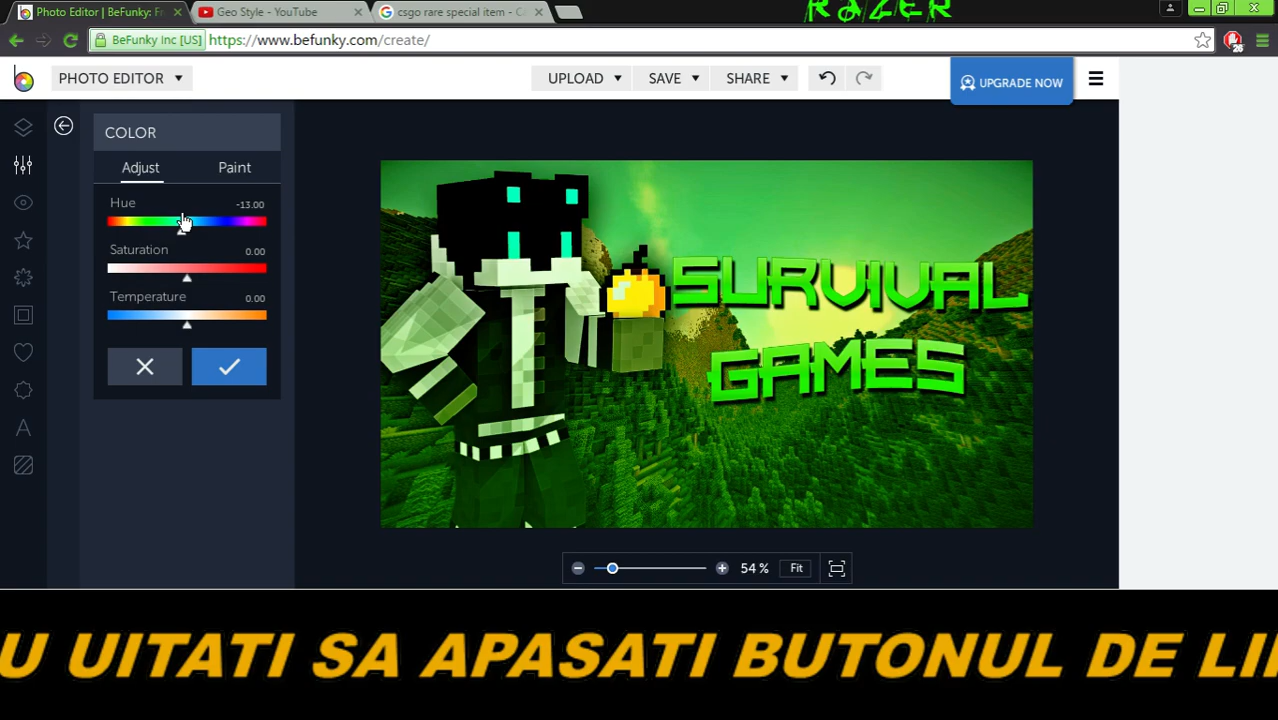 RAZER
Photo Editor | BeFunky: Fr
Geo Style - YouTube
csgo rare special item - C
BeFunky Inc [US]
https://www.befunky.com/create/
26
PHOTO EDITOR
UPLOAD
SAVE
SHARE
UPGRADE NOW
COLOR
Adjust
Paint
Hue
-13.00
Saturation
0.00
Temperature
0.00
SURVIVAL
GAMES
54 %
Fit
U UITATI SA APASATI BUTONUL DE LI